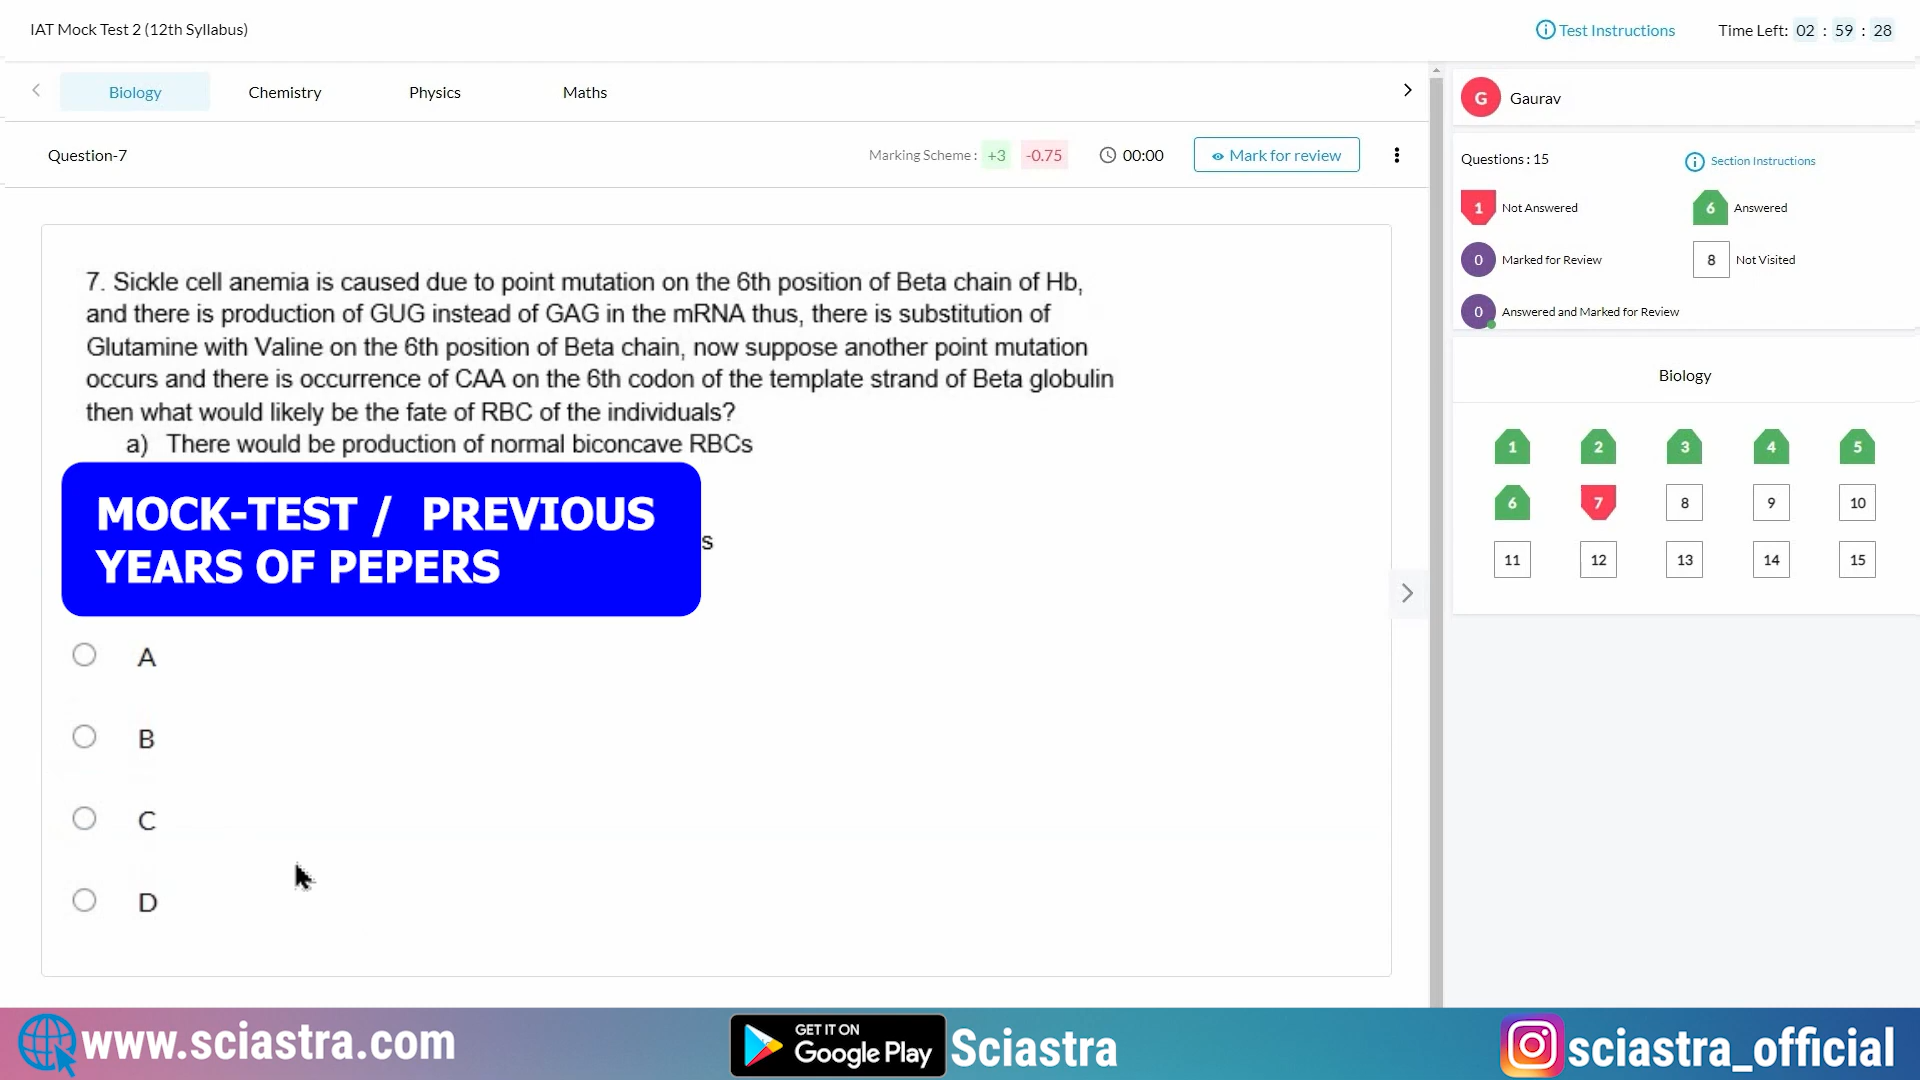 IAT Mock Test 2 (12th Syllabus)
Test Instructions
Time Left: 02 : 59 : 28
Biology
Chemistry
Physics
Maths
G
Gaurav
Question-7
Marking Scheme : +3 -0.75
00:00
Mark for review
Questions : 15
Section Instructions
1 Not Answered
6 Answered
0 Marked for Review
8 Not Visited
0 Answered and Marked for Review
7. Sickle cell anemia is caused due to point mutation on the 6th position of Beta chain of Hb,
and there is production of GUG instead of GAG in the mRNA thus, there is substitution of
Glutamine with Valine on the 6th position of Beta chain, now suppose another point mutation
occurs and there is occurrence of CAA on the 6th codon of the template strand of Beta globulin
then what would likely be the fate of RBC of the individuals?
a) There would be production of normal biconcave RBCs
MOCK-TEST / PREVIOUS
YEARS OF PEPERS
s
A
B
C
D
Biology
1 2 3 4 5
6 7 8 9 10
11 12 13 14 15
www.sciastra.com
GET IT ON
Google Play
Sciastra
sciastra_official